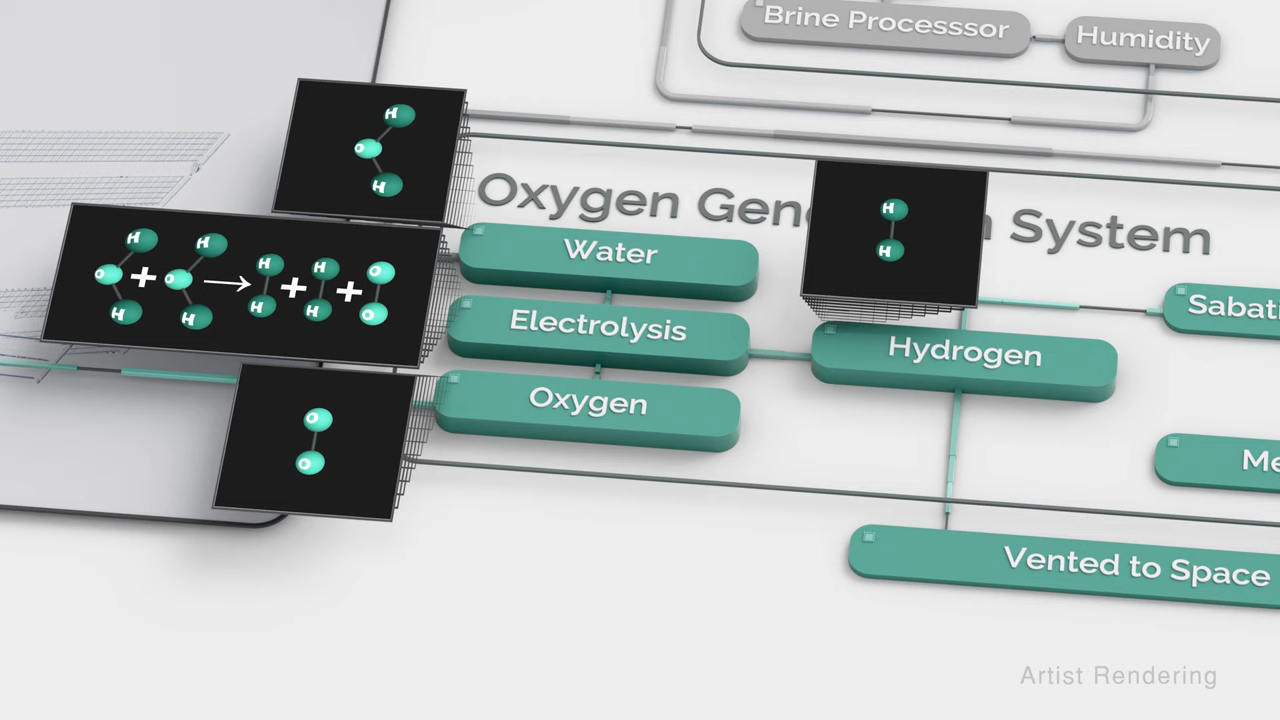 Brine Processsor
Humidity
H
O
H
Oxygen Gen n System
H
H
Water
H H
O + O → H H O
H H + H + H O
Sabat
Electrolysis
Hydrogen
Oxygen
O
O
Me
Vented to Space
Artist Rendering